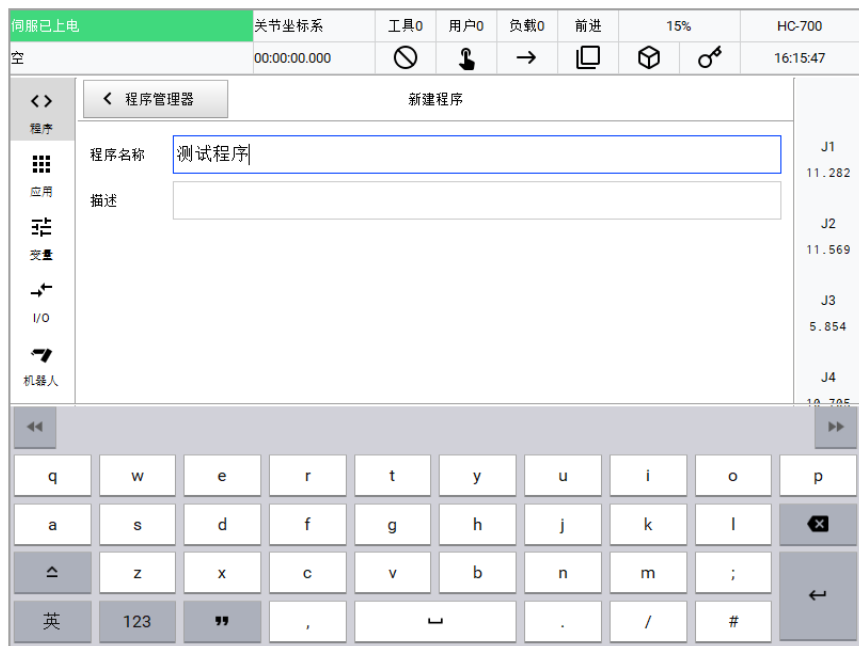 伺服已上电 关节坐标系 工具0 用户0 负载0 前进 15% HC-700
空 00:00:00.000 16:15:47
程序管理器 新建程序
程序
程序名称 测试程序
应用
描述
变量
I/O
机器人
J1
11.282
J2
11.569
J3
5.854
J4
q w e r t y u i o p
a s d f g h j k l
z x c v b n m ;
英 123 , . / #